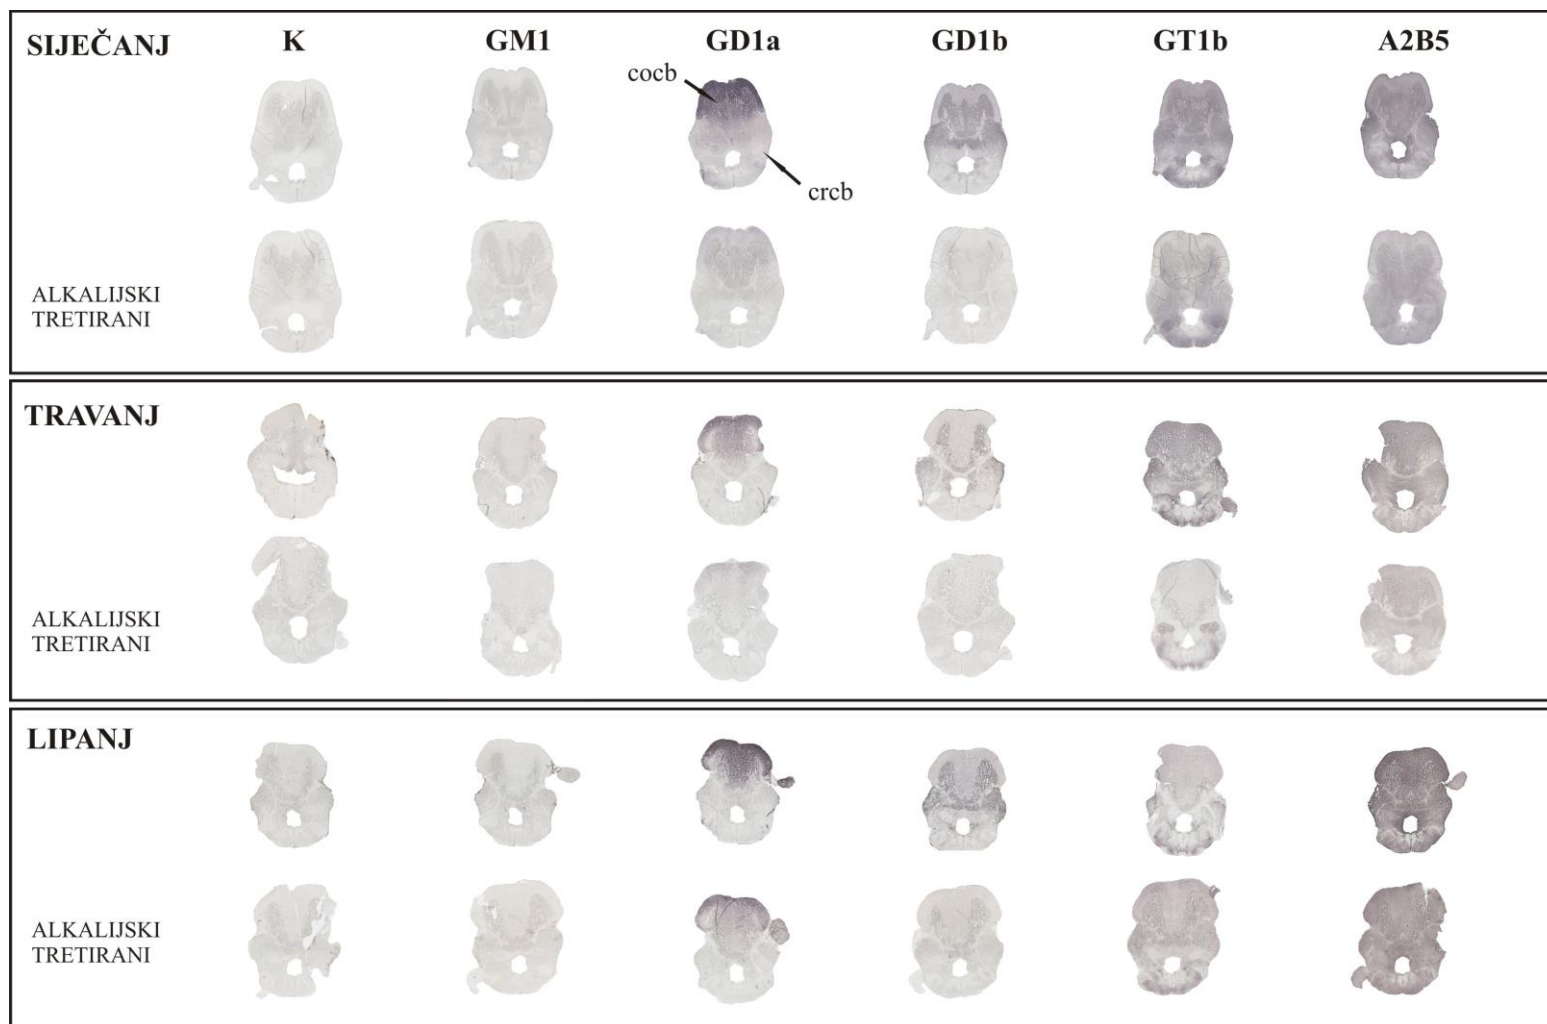 SIJEČANJ K GM1 GD1a GD1b GT1b A2B5
cocb
crcb
ALKALIJSKI
TRETIRANI
TRAVANJ
ALKALIJSKI
TRETIRANI
LIPANJ
ALKALIJSKI
TRETIRANI